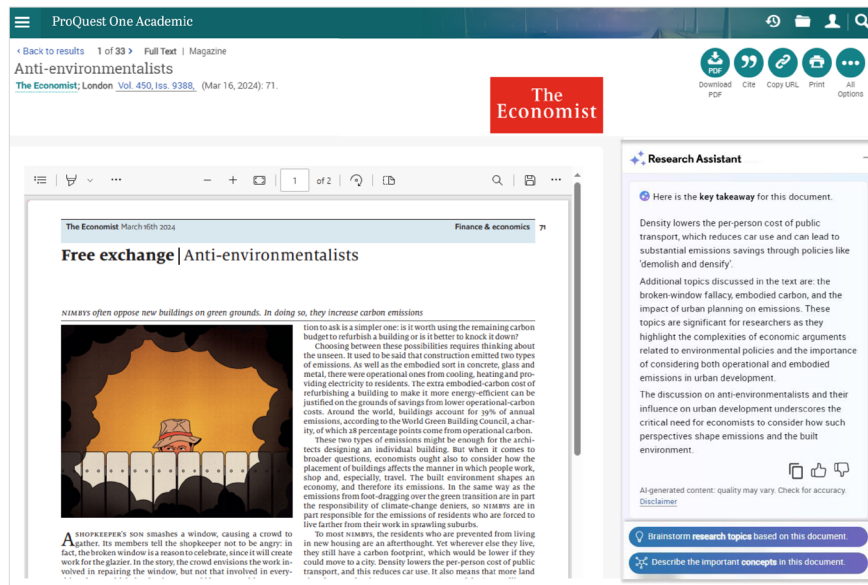 ProQuest One Academic
Back to results 1 of 33 Full Text | Magazine
Anti-environmentalists
The Economist; London Vol. 450, Iss. 9388, (Mar 16, 2024): 71.
The
Economist
PDF
Download PDF
Cite
Copy URL
Print
All Options
1 of 2
The Economist March 16th 2024 Finance & economics 71
Free exchange | Anti-environmentalists
NIMBYS often oppose new buildings on green grounds. In doing so, they increase carbon emissions
A SHOPKEEPER'S SON smashes a window, causing a crowd to
gather. Its members tell the shopkeeper not to be angry: in
fact, the broken window is a reason to celebrate, since it will create
work for the glazier. In the story, the crowd envisions the work in-
volved in repairing the window, but not that involved in every-
tion to ask is a simpler one: is it worth using the remaining carbon
budget to refurbish a building or is it better to knock it down?
Choosing between these possibilities requires thinking about
the unseen. It used to be said that construction emitted two types
of emissions. As well as the embodied sort in concrete, glass and
metal, there were operational ones from cooling, heating and pro-
viding electricity to residents. The extra embodied-carbon cost of
refurbishing a building to make it more energy-efficient can be
justified on the grounds of savings from lower operational-carbon
costs. Around the world, buildings account for 39% of annual
emissions, according to the World Green Building Council, a char-
ity, of which 28 percentage points come from operational carbon.
These two types of emissions might be enough for the archi-
tects designing an individual building. But when it comes to
broader questions, economists ought also to consider how the
placement of buildings affects the manner in which people work,
shop and, especially, travel. The built environment shapes an
economy, and therefore its emissions. In the same way as the
emissions from foot-dragging over the green transition are in part
the responsibility of climate-change deniers, so NIMBYS are in
part responsible for the emissions of residents who are forced to
live farther from their work in sprawling suburbs.
To most NIMBYS, the residents who are prevented from living
in new housing are an afterthought. Yet wherever else they live,
they still have a carbon footprint, which would be lower if they
could move to a city. Density lowers the per-person cost of public
transport, and this reduces car use. It also means that more land
Research Assistant
Here is the key takeaway for this document.
Density lowers the per-person cost of public
transport, which reduces car use and can lead to
substantial emissions savings through policies like
'demolish and densify'.
Additional topics discussed in the text are: the
broken-window fallacy, embodied carbon, and the
impact of urban planning on emissions. These
topics are significant for researchers as they
highlight the complexities of economic arguments
related to environmental policies and the importance
of considering both operational and embodied
emissions in urban development.
The discussion on anti-environmentalists and their
influence on urban development underscores the
critical need for economists to consider how such
perspectives shape emissions and the built
environment.
AI-generated content: quality may vary. Check for accuracy.
Disclaimer
Brainstorm research topics based on this document.
Describe the important concepts in this document.